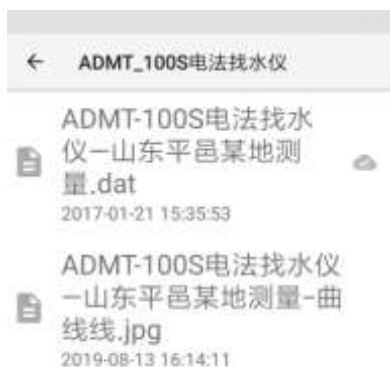 ADMT_100S电法找水仪
ADMT-100S电法找水
仪—山东平邑某地测
量.dat
2017-01-21 15:35:53
ADMT-100S电法找水仪
—山东平邑某地测量-曲
线线.jpg
2019-08-13 16:14:11